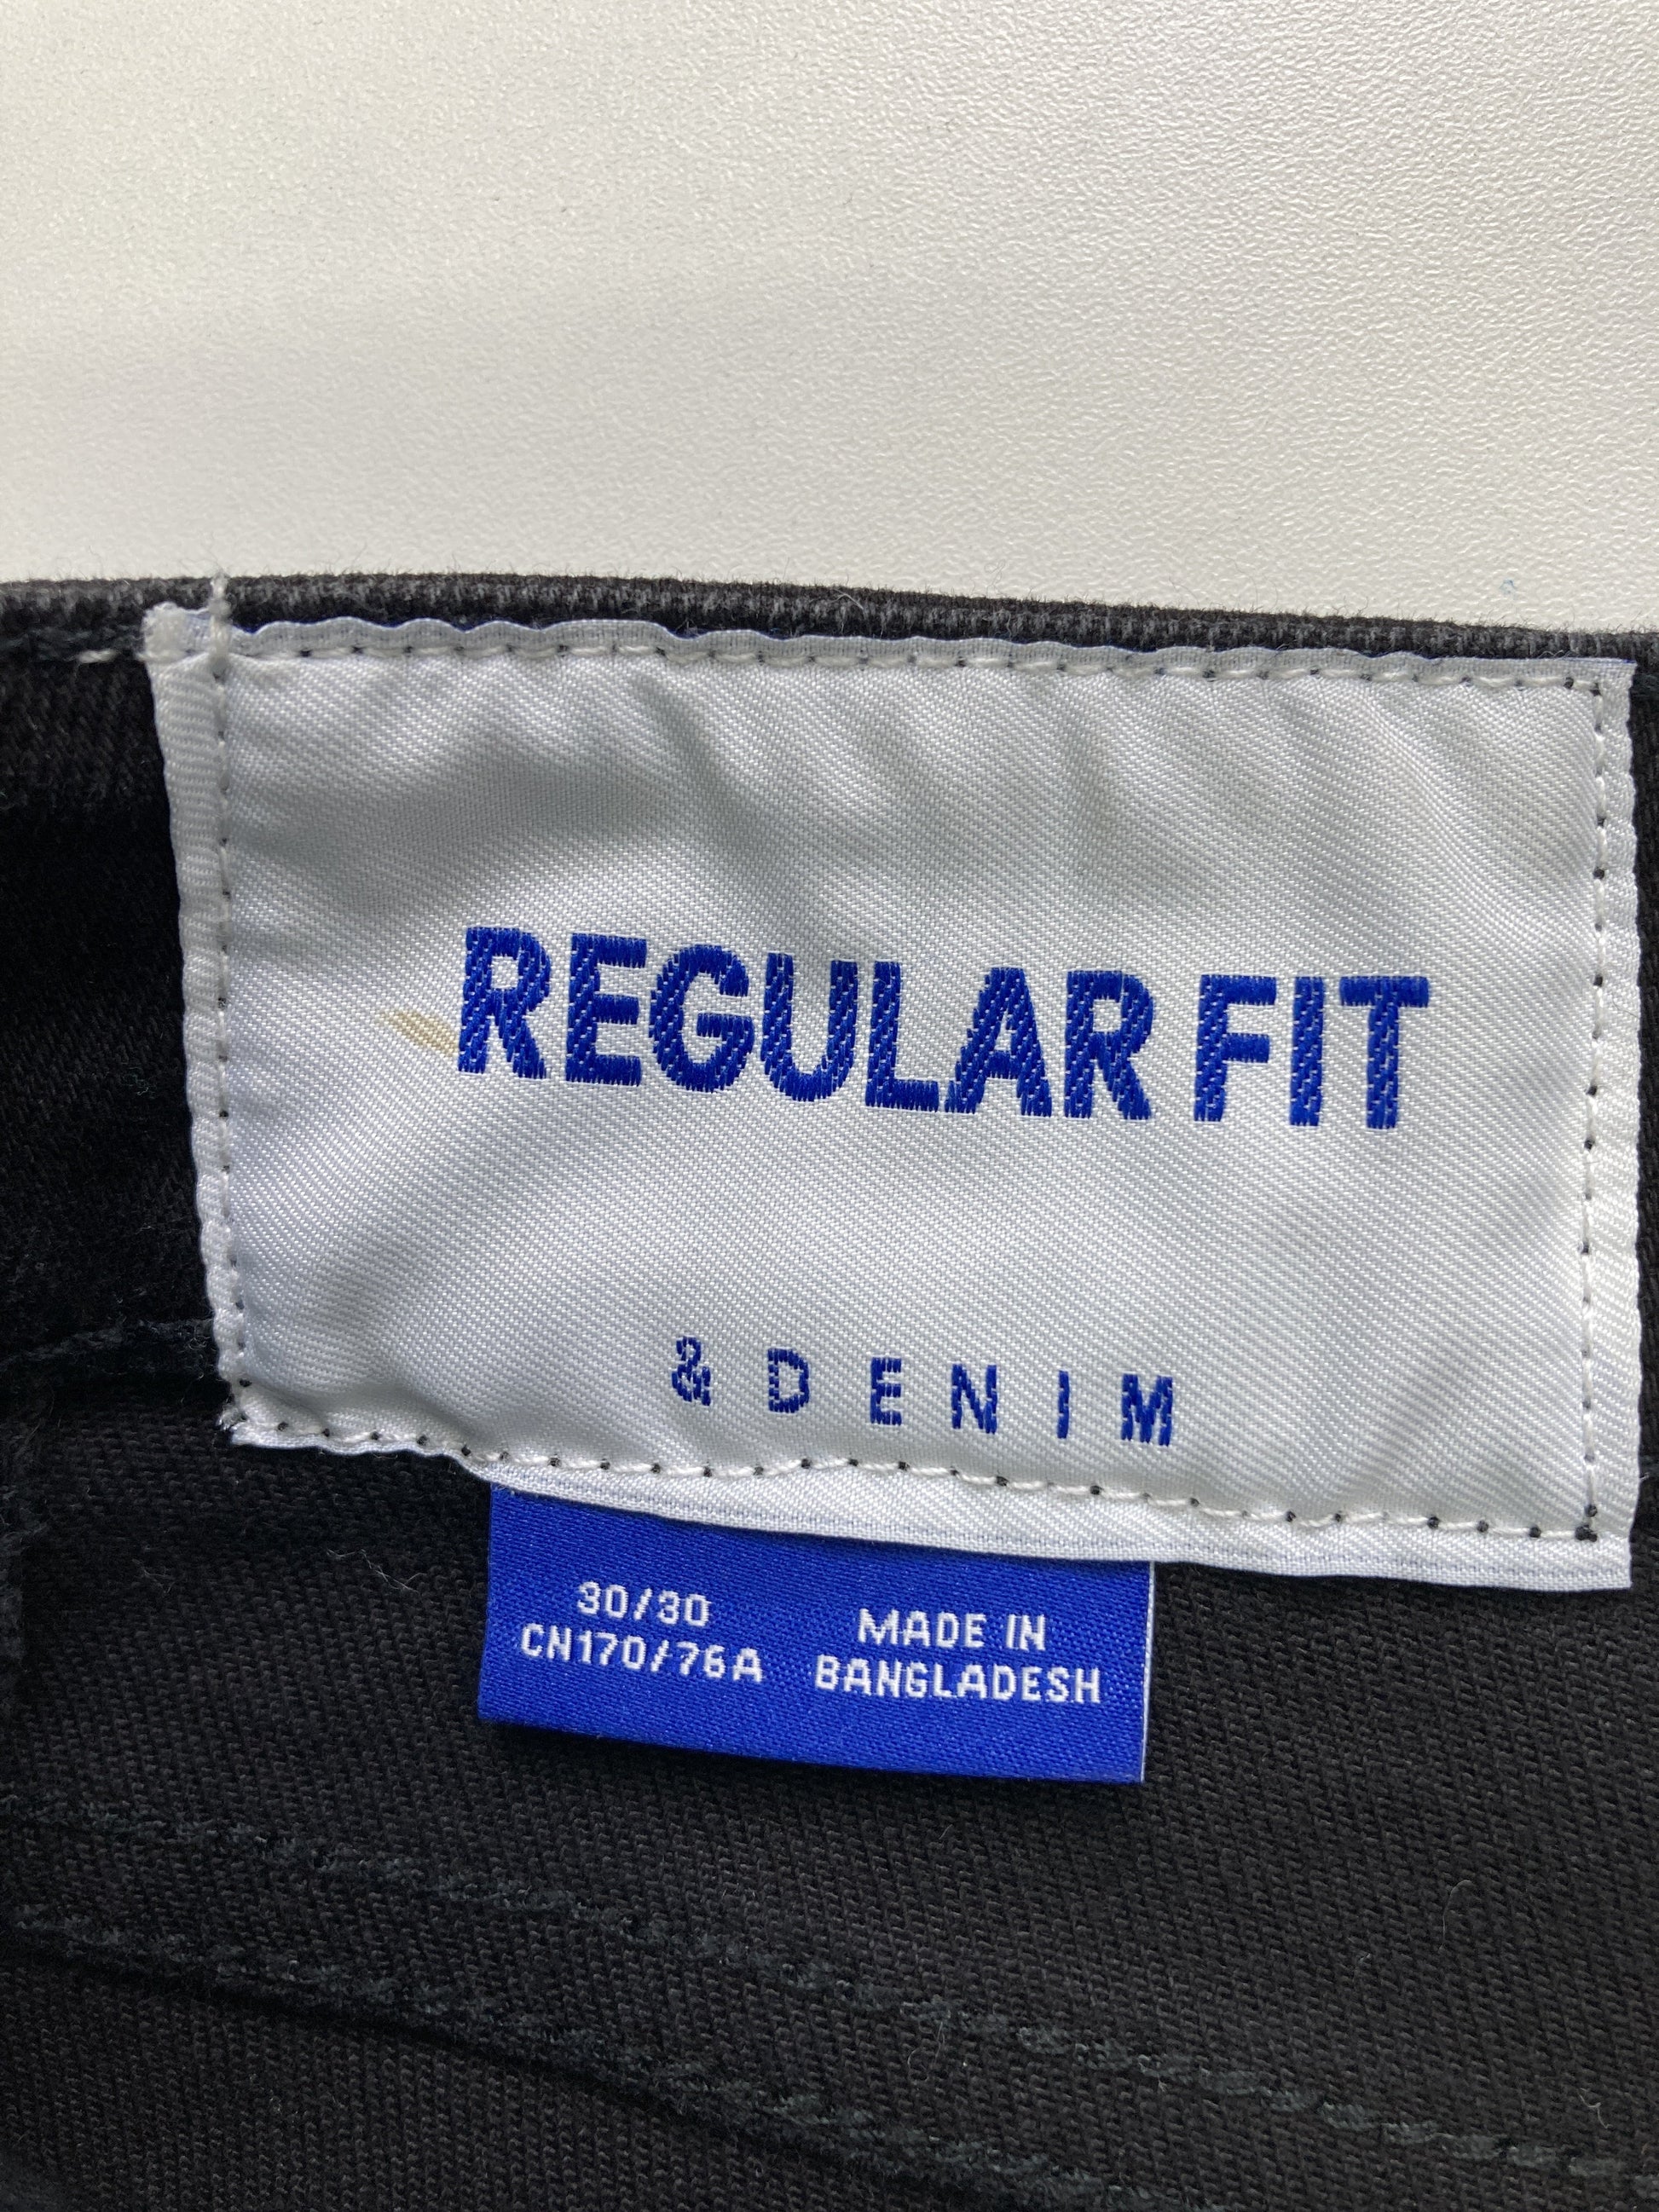 REGULAR FIT
& DENIM
30/30
CN170/76A
MADE IN
BANGLADESH